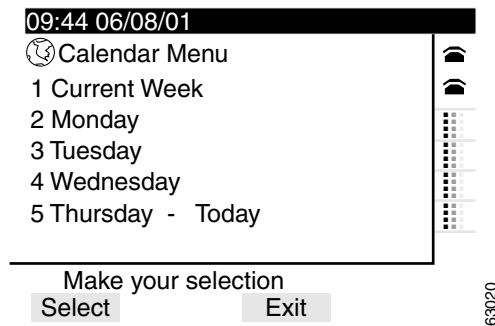 09:44 06/08/01
Calendar Menu
1 Current Week
2 Monday
3 Tuesday
4 Wednesday
5 Thursday - Today
Make your selection
Select Exit
63020